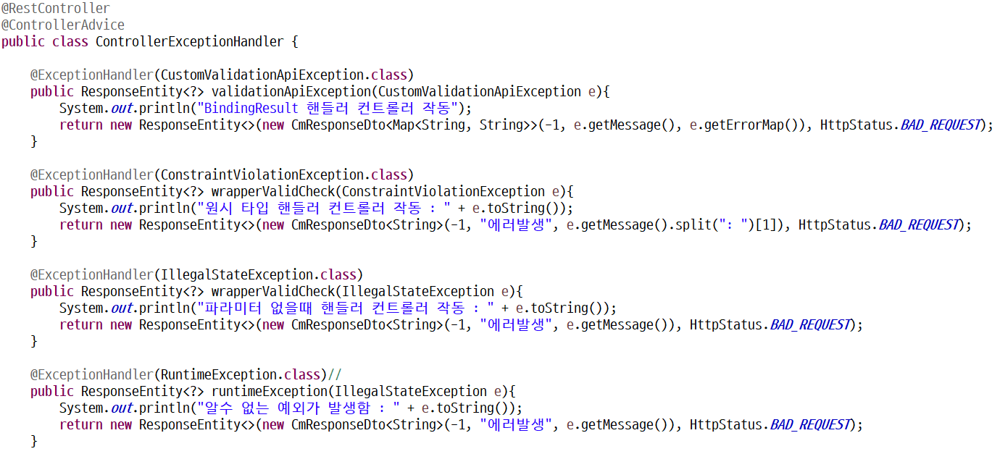 @RestController
@ControllerAdvice
public class ControllerExceptionHandler {
@ExceptionHandler(CustomValidationApiException.class)
public ResponseEntity<?> validationApiException(CustomValidationApiException e){
System.out.println("BindingResult 핸들러 컨트롤러 작동");
return new ResponseEntity<>(new CmResponseDto<Map<String, String>>(-1, e.getMessage(), e.getErrorMap()), HttpStatus.BAD_REQUEST);
}
@ExceptionHandler(ConstraintViolationException.class)
public ResponseEntity<?> wrapperValidCheck(ConstraintViolationException e){
System.out.println("원시 타입 핸들러 컨트롤러 작동 : " + e.toString());
return new ResponseEntity<>(new CmResponseDto<String>(-1, "에러발생", e.getMessage().split(": ")[1]), HttpStatus.BAD_REQUEST);
}
@ExceptionHandler(IllegalStateException.class)
public ResponseEntity<?> wrapperValidCheck(IllegalStateException e){
System.out.println("파라미터 없을때 핸들러 컨트롤러 작동 : " + e.toString());
return new ResponseEntity<>(new CmResponseDto<String>(-1, "에러발생", e.getMessage()), HttpStatus.BAD_REQUEST);
}
@ExceptionHandler(RuntimeException.class)//
public ResponseEntity<?> runtimeException(IllegalStateException e){
System.out.println("알수 없는 예외가 발생함 : " + e.toString());
return new ResponseEntity<>(new CmResponseDto<String>(-1, "에러발생", e.getMessage()), HttpStatus.BAD_REQUEST);
}